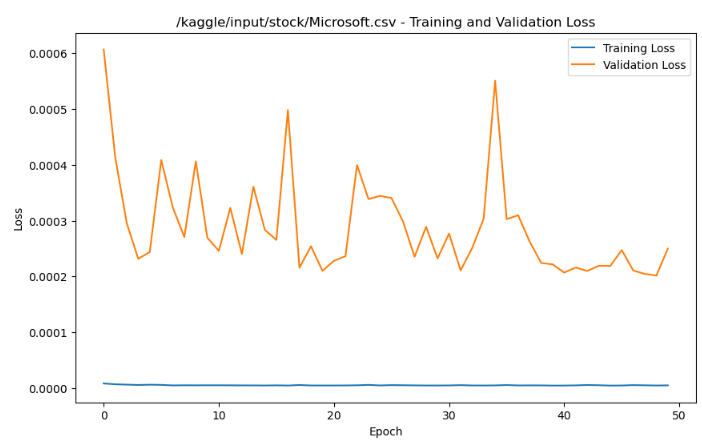 /kaggle/input/stock/Microsoft.csv - Training and Validation Loss
Training Loss
Validation Loss
0.0006
0.0005
0.0004
0.0003
0.0002
0.0001
0.0000
Loss
0
10
20
30
40
50
Epoch